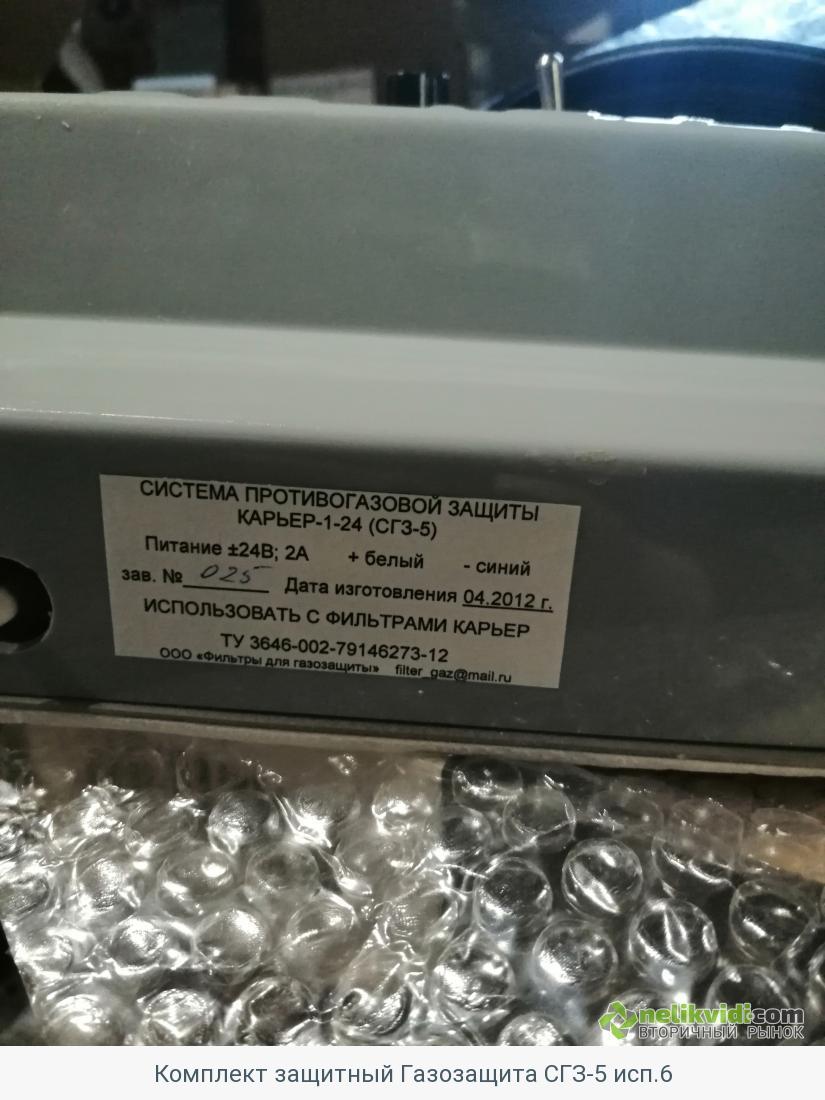 СИСТЕМА ПРОТИВОГАЗОВОЙ ЗАЩИТЫ
КАРЬЕР-1-24 (СГЗ-5)
Питание ±24В; 2А + белый - синий
зав. № 025 Дата изготовления 04.2012 г.
ИСПОЛЬЗОВАТЬ С ФИЛЬТРАМИ КАРЬЕР
ТУ 3646-002-79146273-12
ООО «Фильтры для газозащиты» filter_gaz@mail.ru
nelikvidi.com
ВТОРИЧНЫЙ РЫНОК
Комплект защитный Газозащита СГЗ-5 исп.6